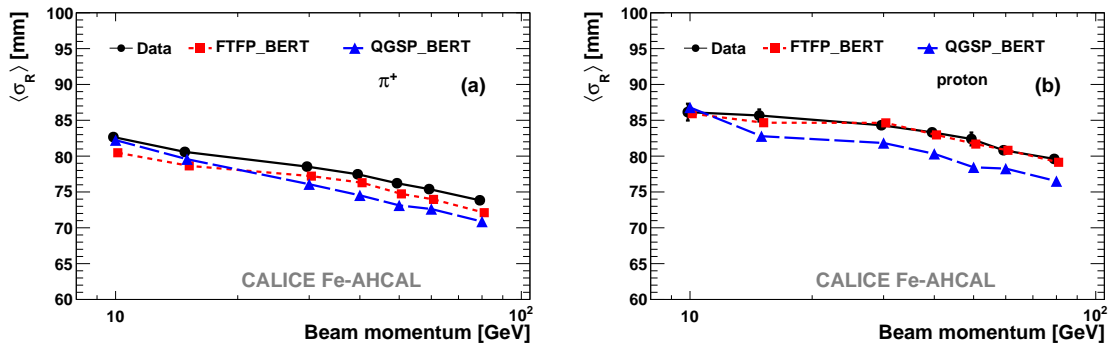 ⟨σ_R⟩ [mm]
100
95
90
85
80
75
70
65
60
Data
FTFP_BERT
QGSP_BERT
π⁺
(a)
CALICE Fe-AHCAL
10
10²
Beam momentum [GeV]
⟨σ_R⟩ [mm]
100
95
90
85
80
75
70
65
60
Data
FTFP_BERT
QGSP_BERT
proton
(b)
CALICE Fe-AHCAL
10
10²
Beam momentum [GeV]